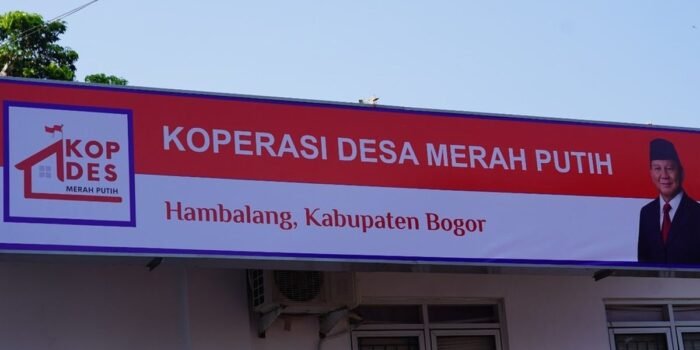 KOP
DES
MERAH PUTIH
KOPERASI DESA MERAH PUTIH
Hambalang, Kabupaten Bogor